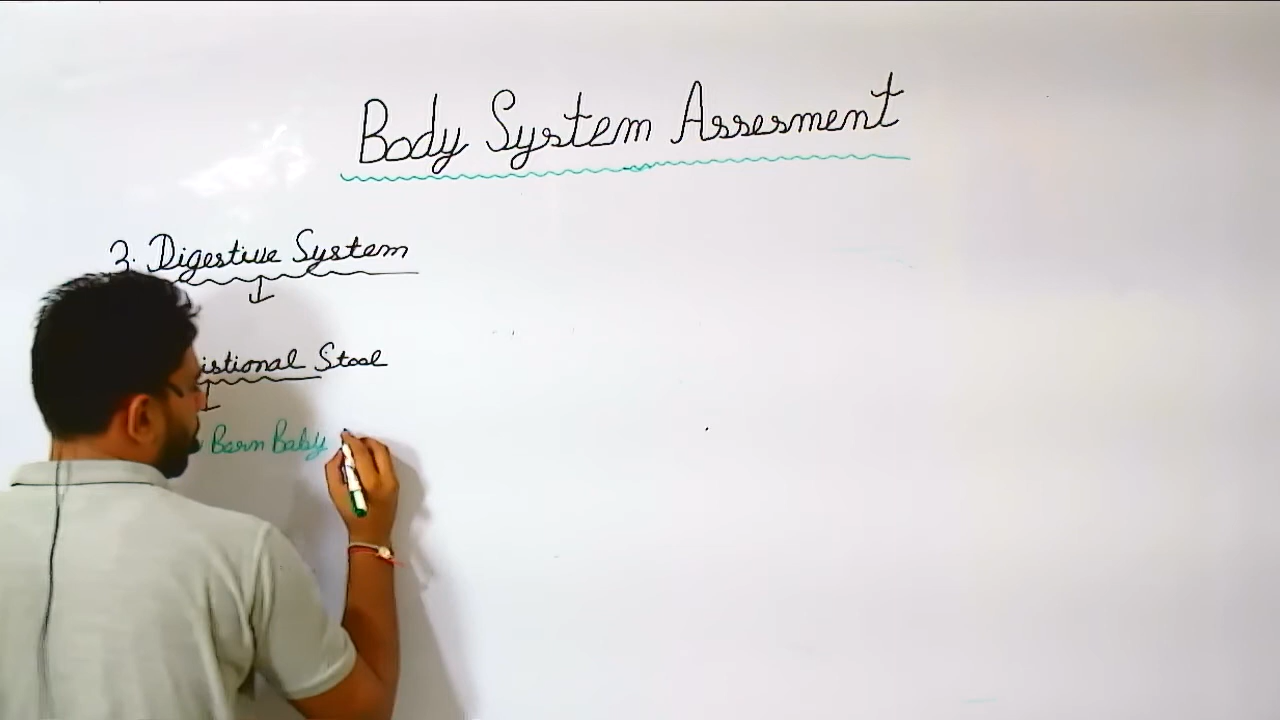 Body System Assesment
3. Digestive System
istional Stool
Born Baby